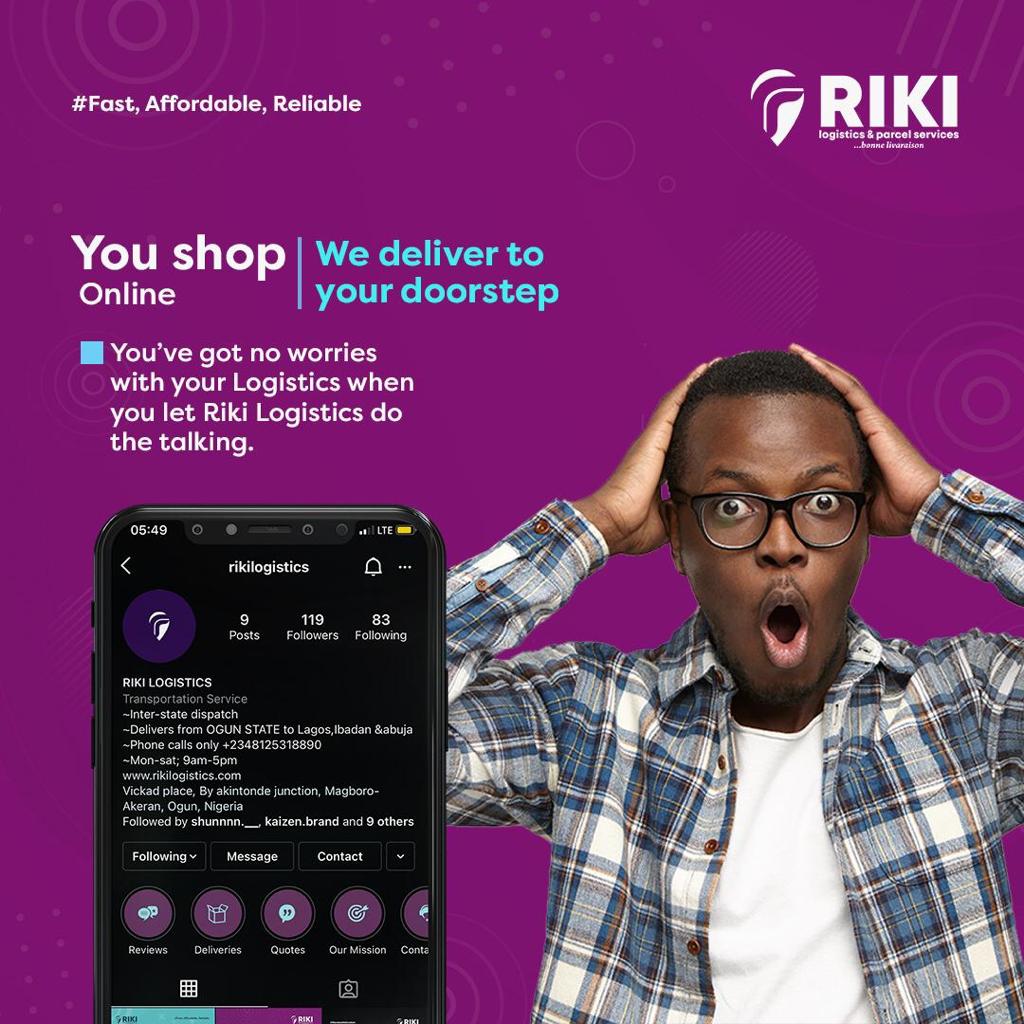 #Fast, Affordable, Reliable
RIKI
logistics & parcel services
...bonne livaraison
You shop
Online
We deliver to
your doorstep
You've got no worries
with your Logistics when
you let Riki Logistics do
the talking.
05:49
LTE
rikilogistics
9 119 83
Posts Followers Following
RIKI LOGISTICS
Transportation Service
~Inter-state dispatch
~Delivers from OGUN STATE to Lagos,Ibadan &abuja
~Phone calls only +2348125318890
~Mon-sat; 9am-5pm
www.rikilogistics.com
Vickad place, By akintonde junction, Magboro-
Akeran, Ogun, Nigeria
Followed by shunnnn.__, kaizen.brand and 9 others
Following Message Contact
Reviews Deliveries Quotes Our Mission Conta
RIKI RIKI RIKI